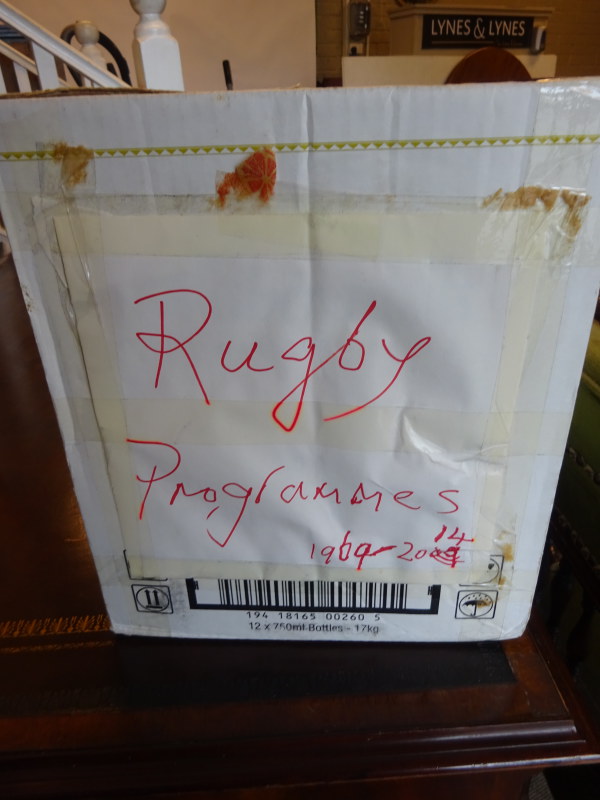 LYNES & LYNES
Rugby
Programmes
1969-2014
194 18165 00260 5
12 x 750ml Bottles - 17kg